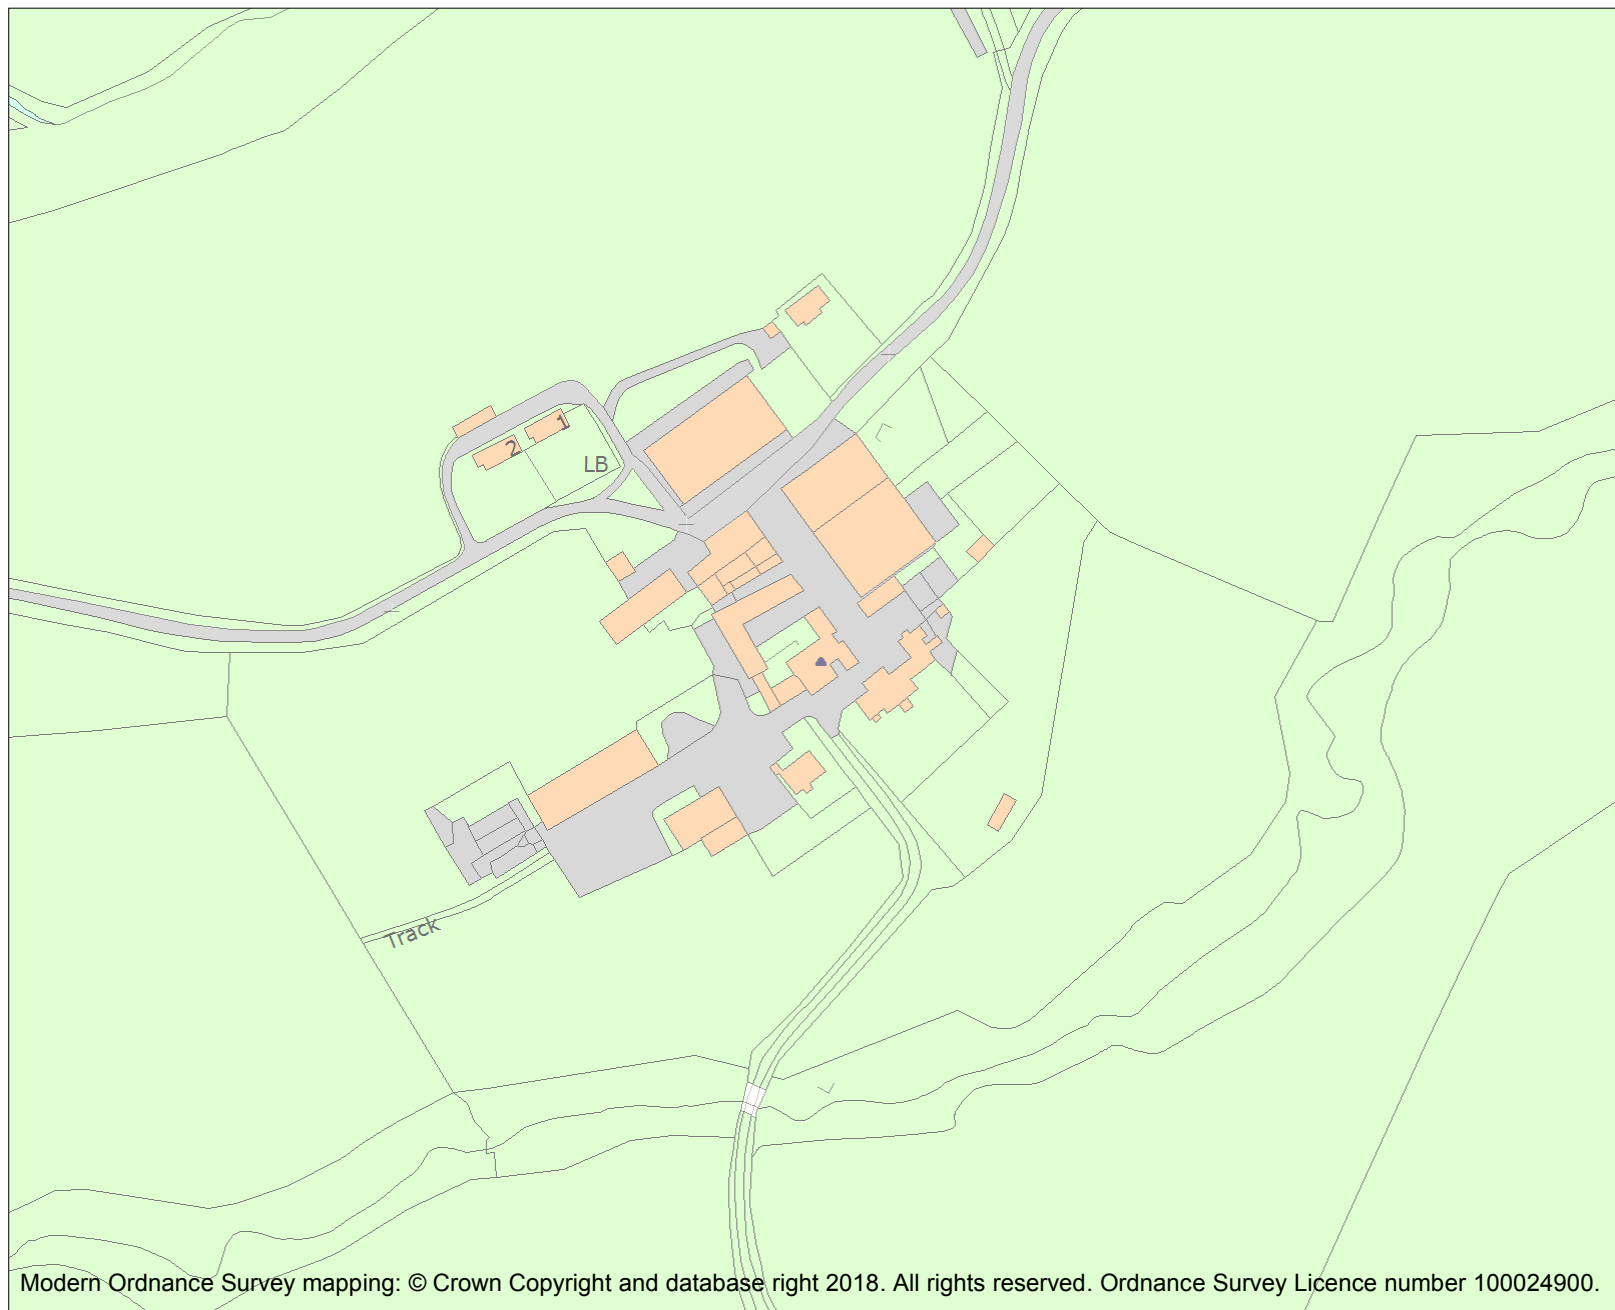 1
2
LB
Track
Modern Ordnance Survey mapping: © Crown Copyright and database right 2018. All rights reserved. Ordnance Survey Licence number 100024900.